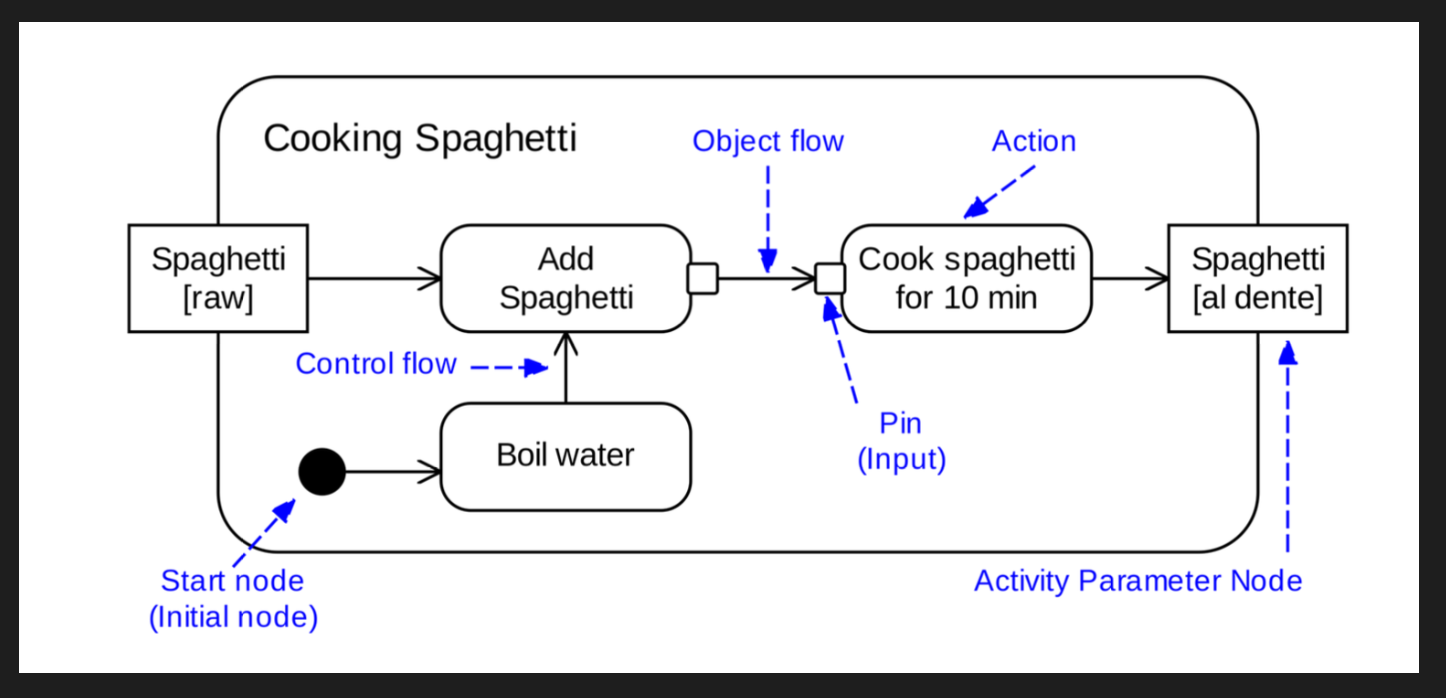 Cooking Spaghetti
Object flow
Action
Spaghetti
[raw]
Add
Spaghetti
Cook spaghetti
for 10 min
Spaghetti
[al dente]
Control flow
Boil water
Pin
(Input)
Start node
(Initial node)
Activity Parameter Node